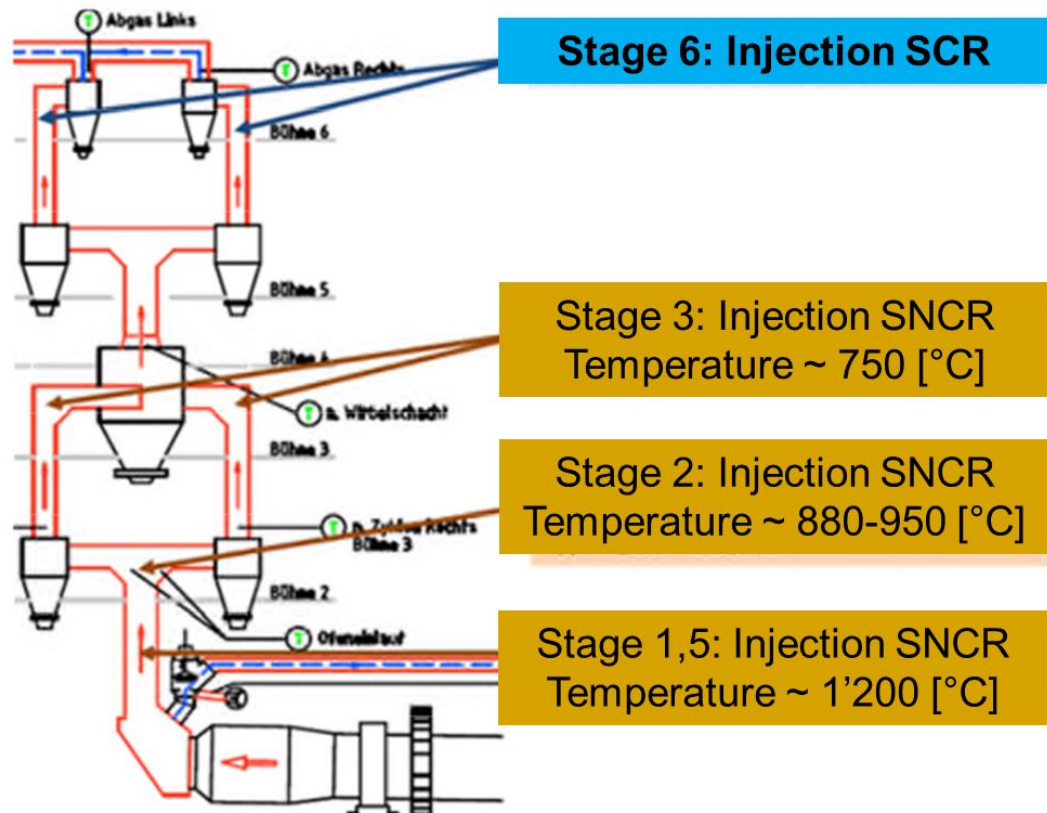 T Abgas Links
Stage 6: Injection SCR
T Abgas Rechts
Bühne 6
Bühne 5
Stage 3: Injection SNCR
Temperature ~ 750 [°C]
Bühne 4
T n. Wirbelschacht
Bühne 3
Stage 2: Injection SNCR
Temperature ~ 880-950 [°C]
T n. Zyklon Rechts
Bühne 3
Bühne 2
T Ofeneinlauf
Stage 1,5: Injection SNCR
Temperature ~ 1’200 [°C]